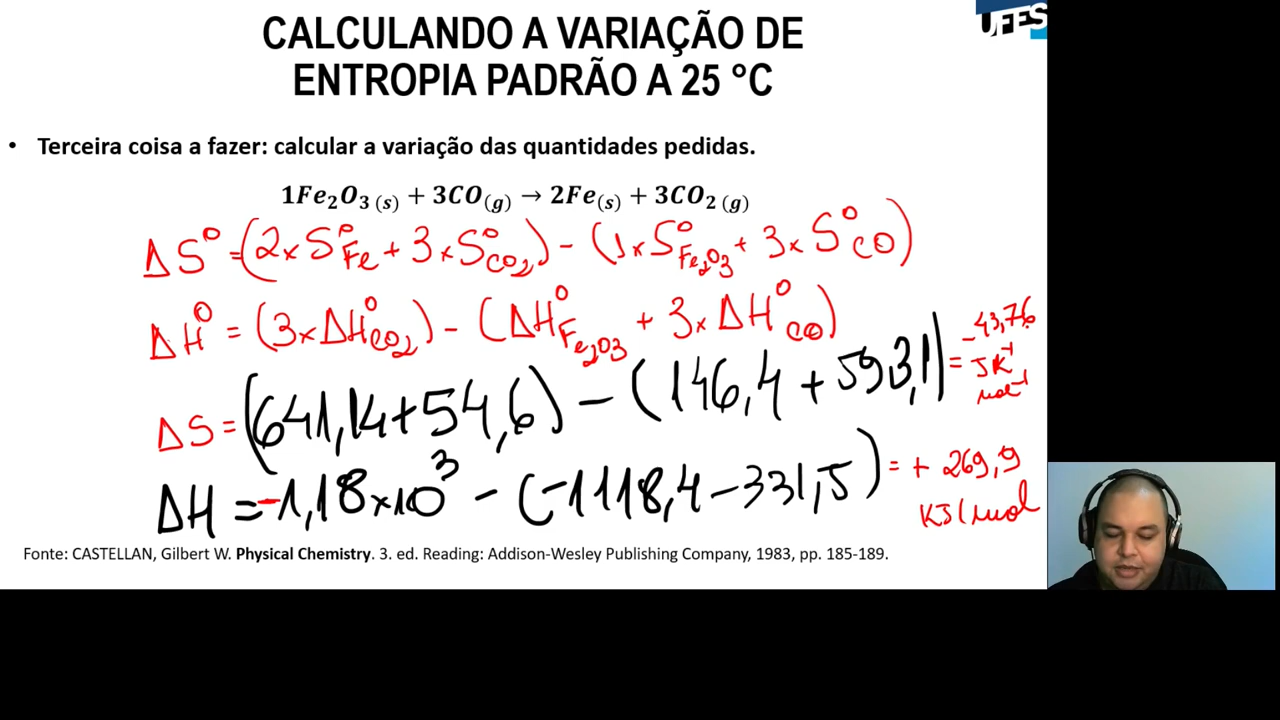 UFES
CALCULANDO A VARIAÇÃO DE
ENTROPIA PADRÃO A 25 °C
• Terceira coisa a fazer: calcular a variação das quantidades pedidas.
1Fe₂O₃ (s) + 3CO(g) → 2Fe(s) + 3CO₂ (g)
ΔS° = (2×S°Fe + 3×S°CO₂) - (1×S°Fe₂O₃ + 3×S°CO)
ΔH° = (3×ΔH°CO₂) - (ΔH°Fe₂O₃ + 3×ΔH°CO)
ΔS = (641,14+54,6) - (146,4 + 593,1) = -43,76 JK⁻¹ mol⁻¹
ΔH = -1,18×10³ - (-1118,4 - 331,5) = + 269,9 KJ/mol
Fonte: CASTELLAN, Gilbert W. Physical Chemistry. 3. ed. Reading: Addison-Wesley Publishing Company, 1983, pp. 185-189.